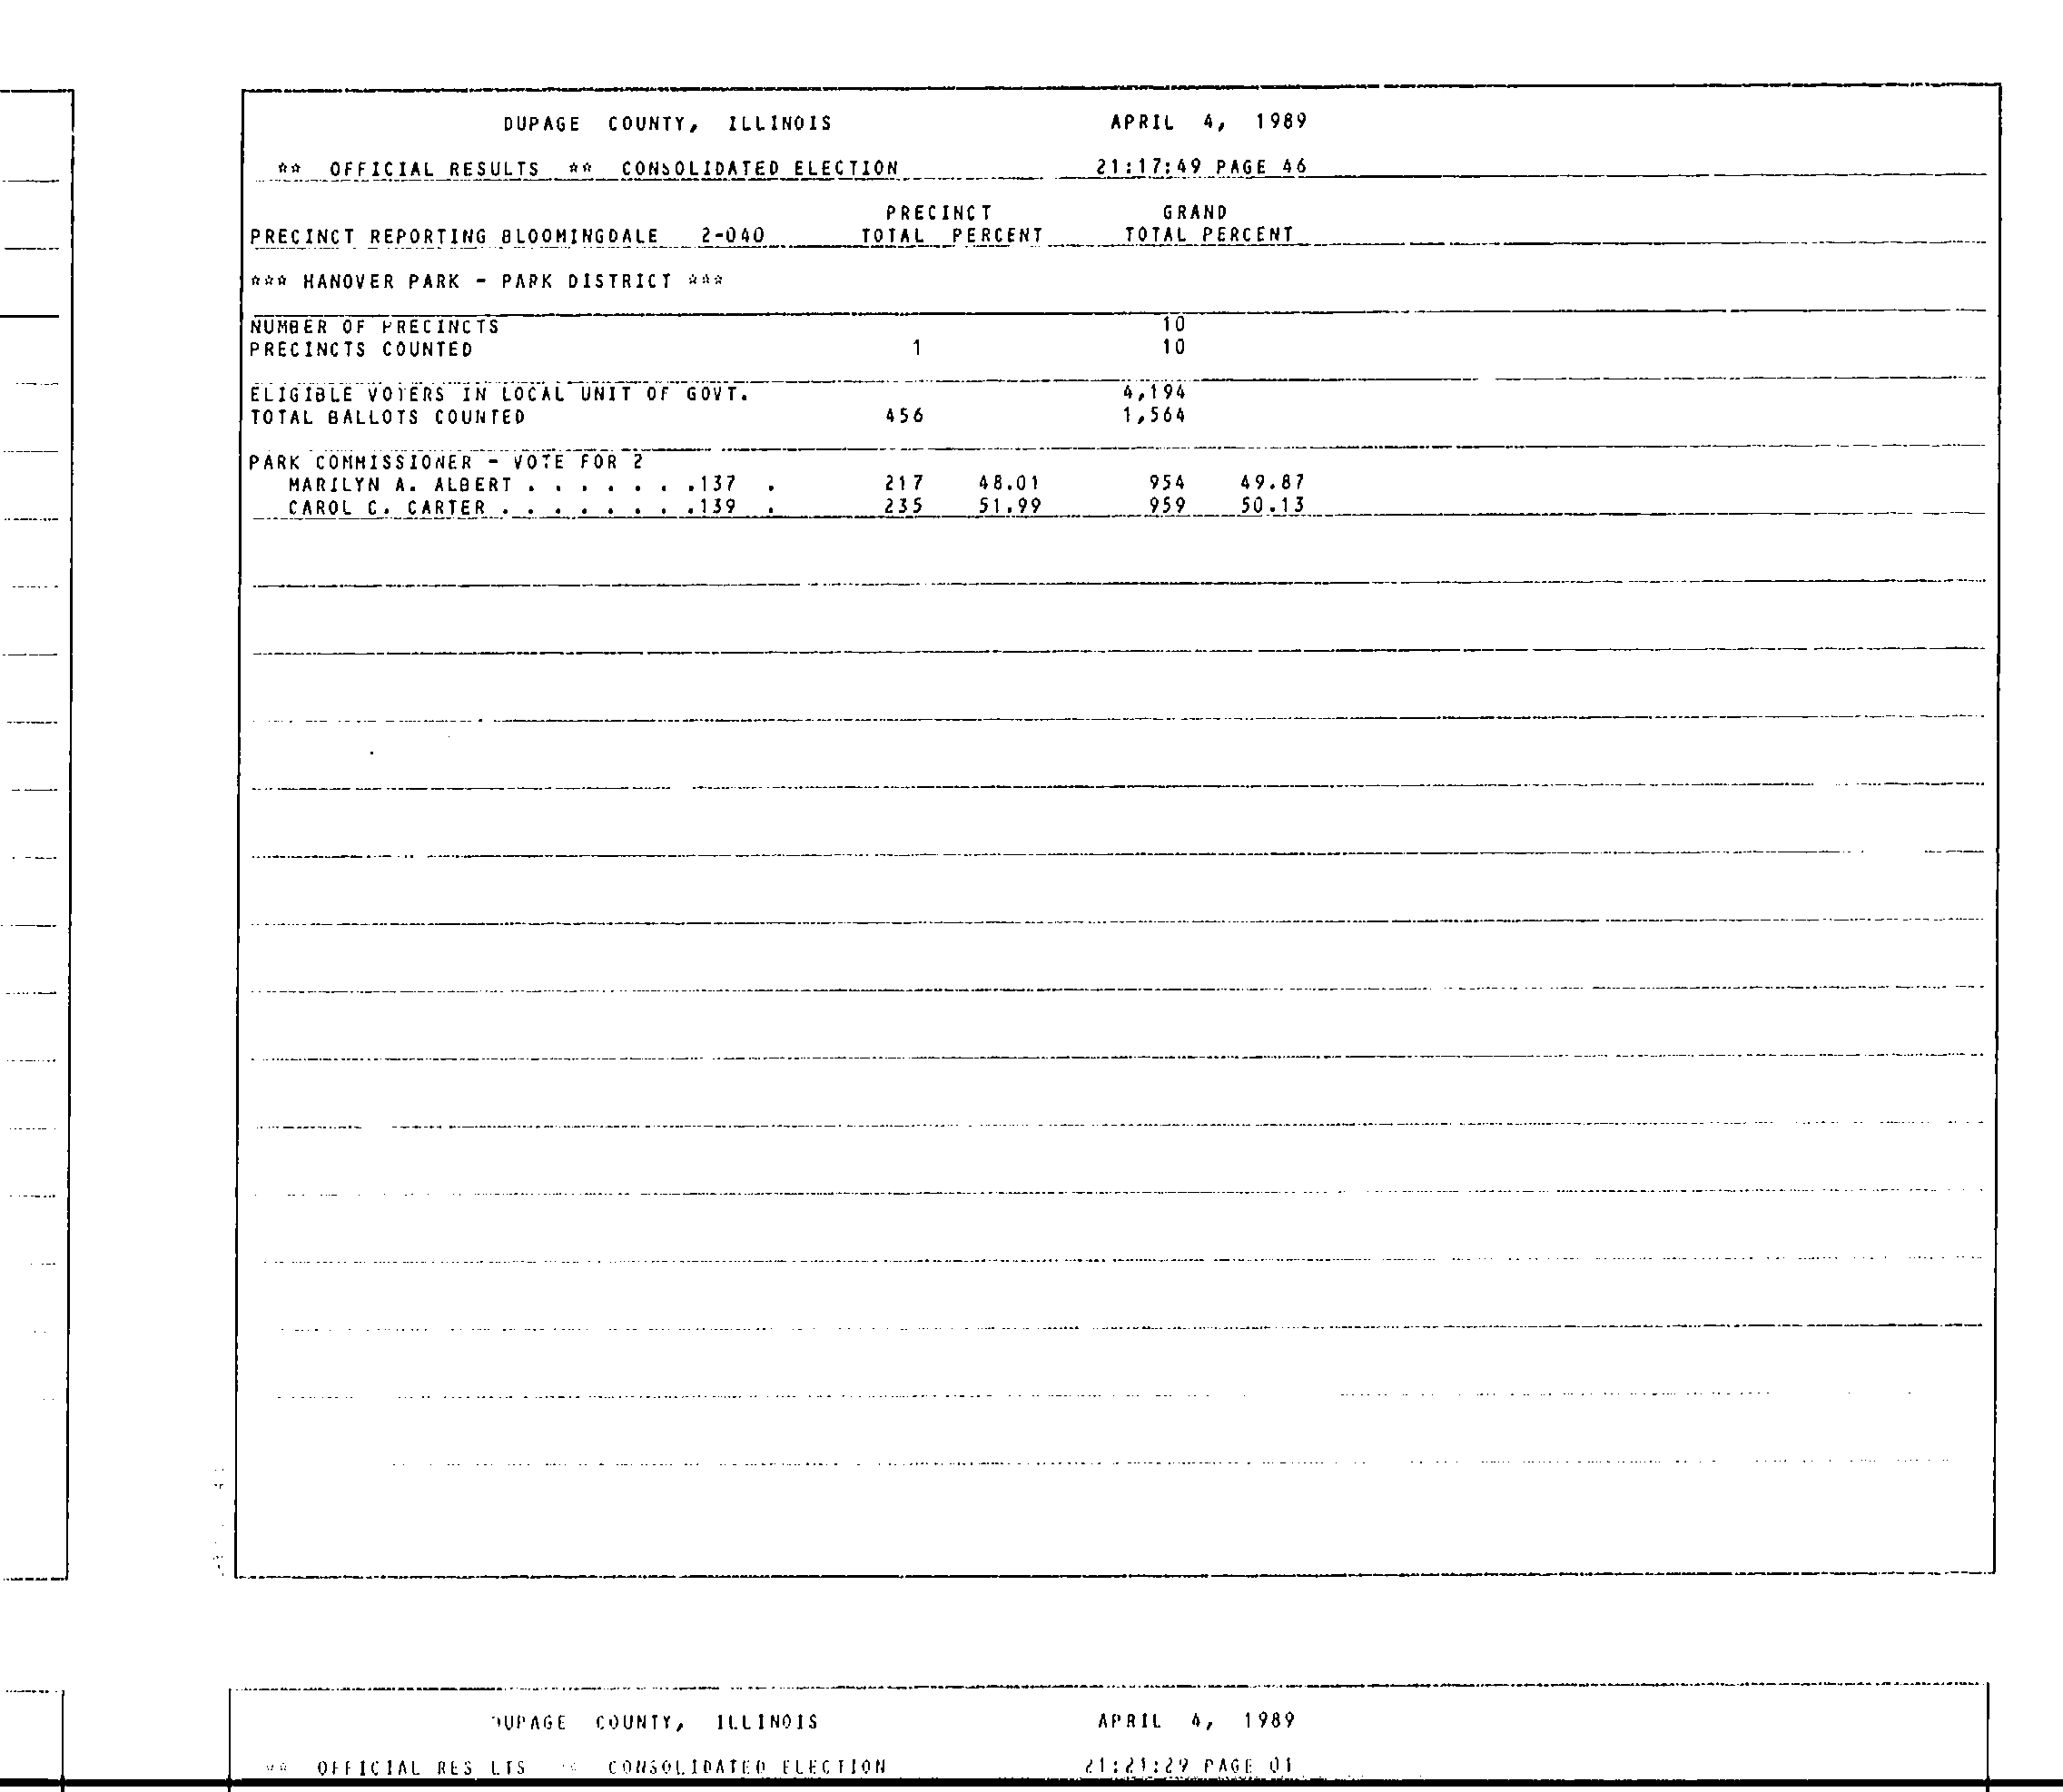 DUPAGE COUNTY, ILLINOIS APRIL 4, 1989
** OFFICIAL RESULTS ** CONSOLIDATED ELECTION 21:17:49 PAGE 46
PRECINCT GRAND
PRECINCT REPORTING BLOOMINGDALE 2-040 TOTAL PERCENT TOTAL PERCENT
*** HANOVER PARK - PARK DISTRICT ***
NUMBER OF PRECINCTS 10
PRECINCTS COUNTED 1 10
ELIGIBLE VOTERS IN LOCAL UNIT OF GOVT. 4,194
TOTAL BALLOTS COUNTED 456 1,564
PARK COMMISSIONER - VOTE FOR 2
MARILYN A. ALBERT . . . . . . .137 . 217 48.01 954 49.87
CAROL C. CARTER . . . . . . . .139 . 235 51.99 959 50.13
DUPAGE COUNTY, ILLINOIS APRIL 4, 1989
** OFFICIAL RES LTS ** CONSOLIDATED ELECTION 21:21:29 PAGE 01